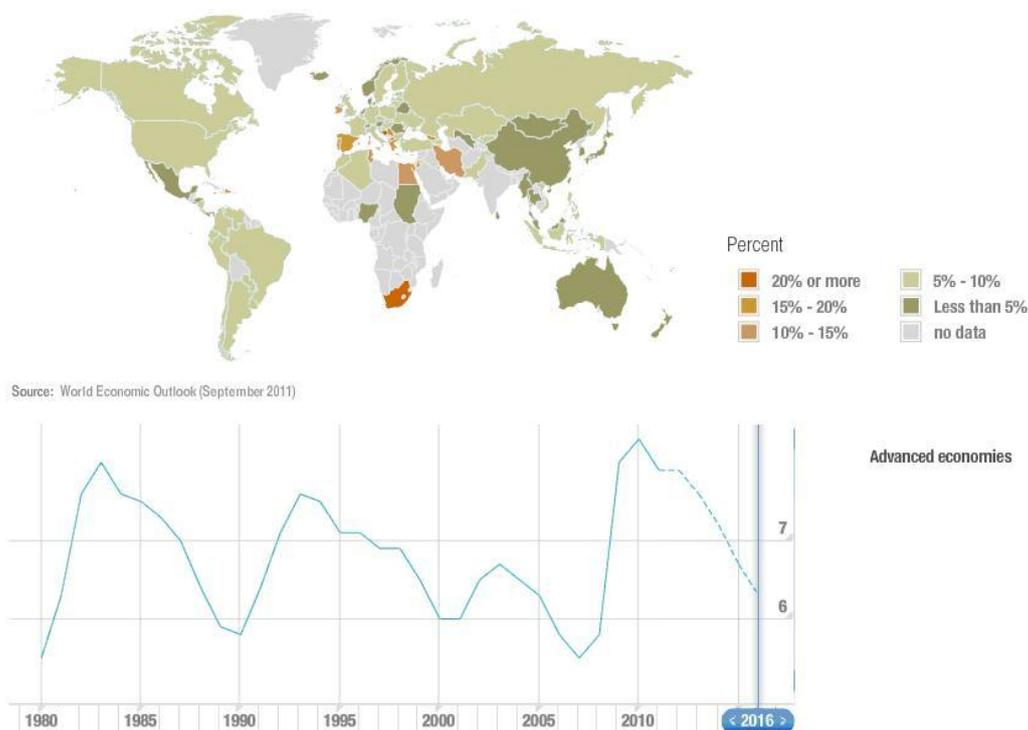 Percent
20% or more
15% - 20%
10% - 15%
5% - 10%
Less than 5%
no data
Source: World Economic Outlook (September 2011)
Advanced economies
7
6
1980 1985 1990 1995 2000 2005 2010 < 2016 >